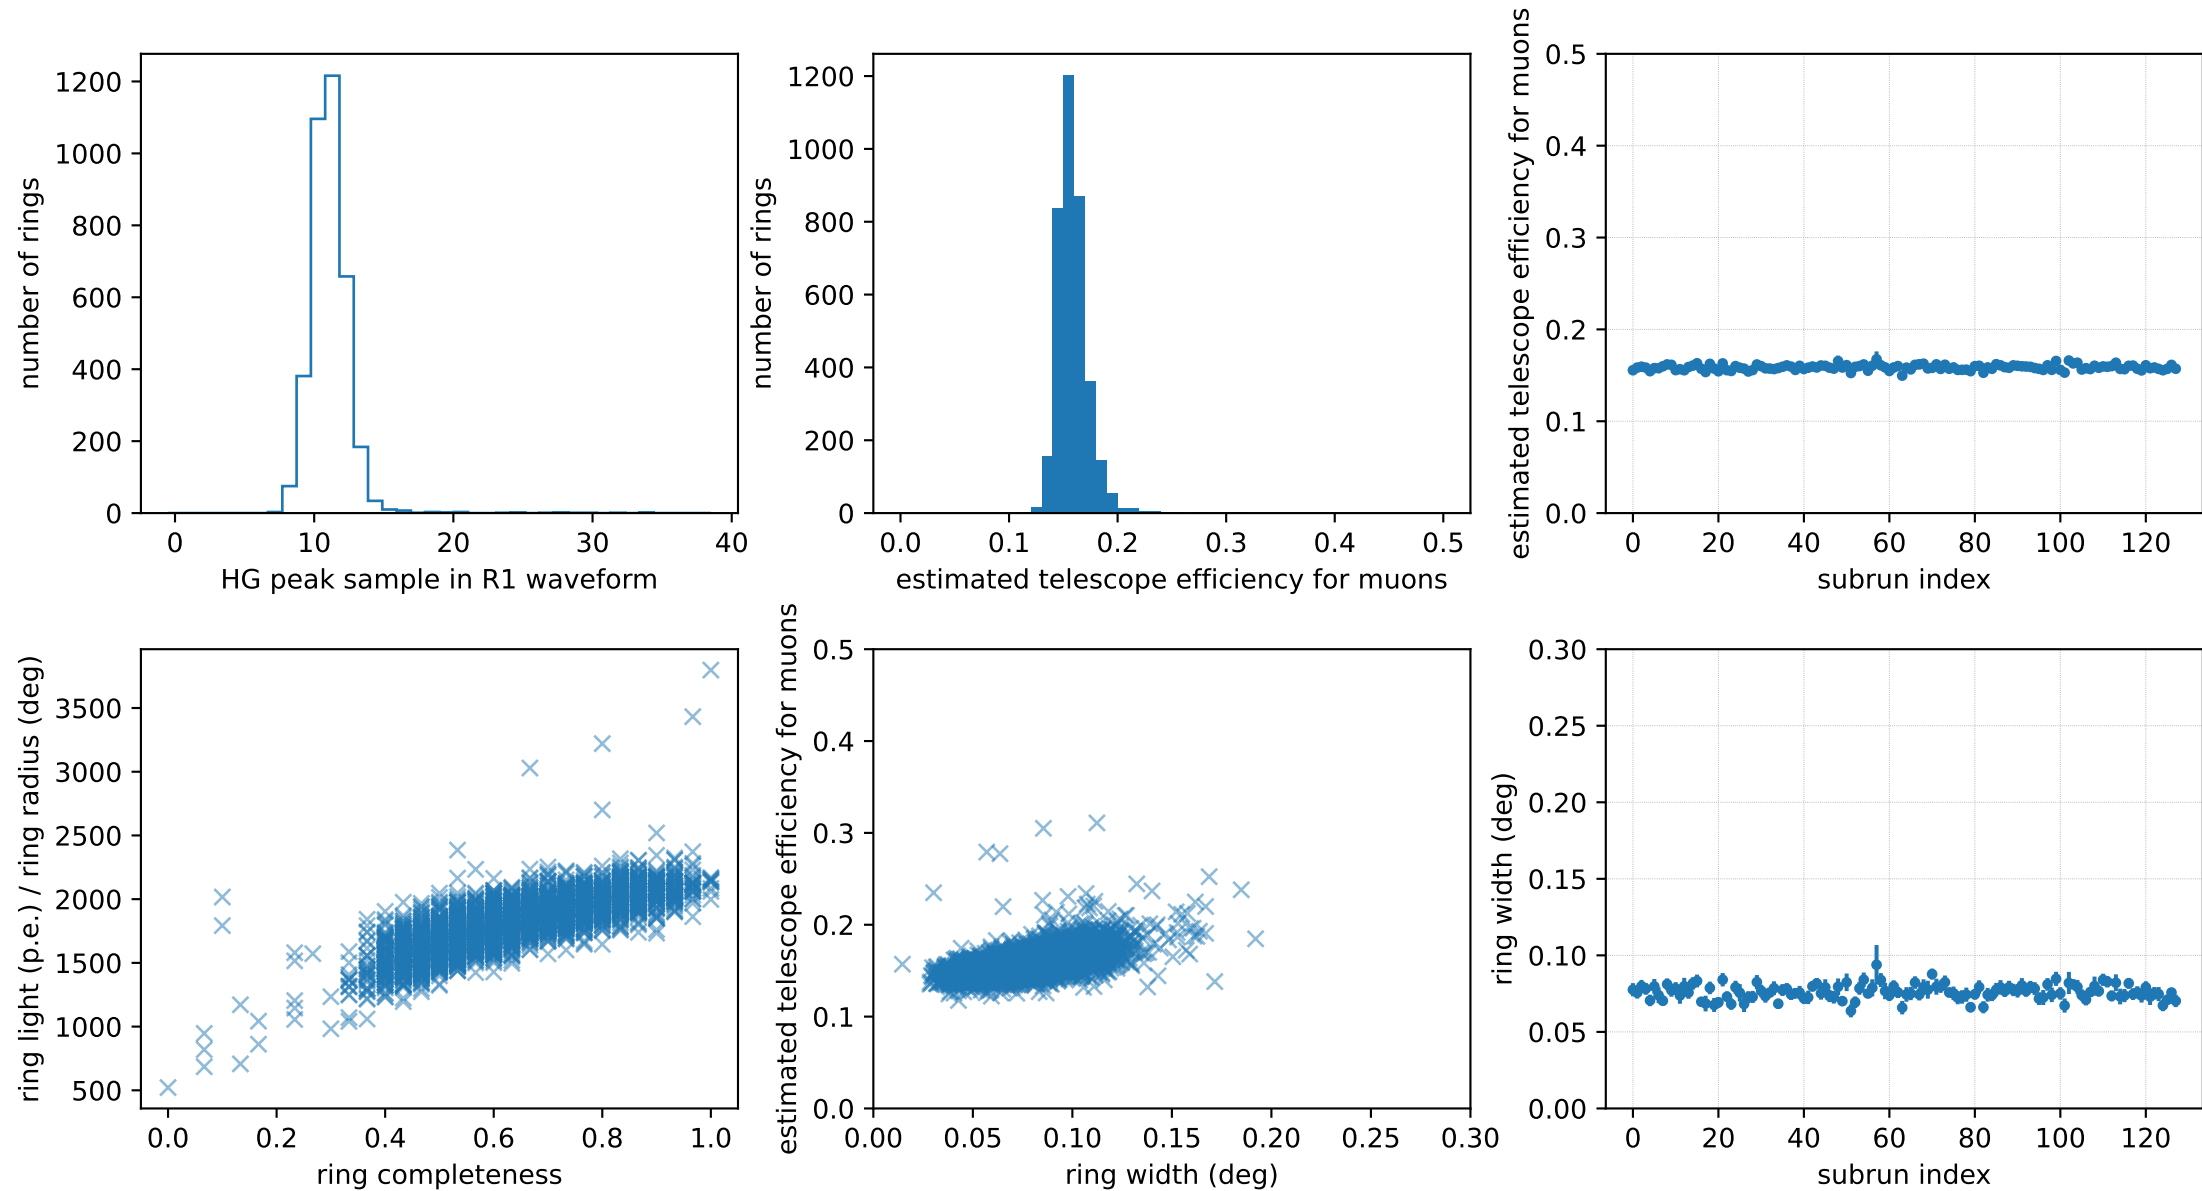 number of rings
1200
1000
800
600
400
200
0
0 10 20 30 40
HG peak sample in R1 waveform
number of rings
1200
1000
800
600
400
200
0
0.0 0.1 0.2 0.3 0.4 0.5
estimated telescope efficiency for muons
estimated telescope efficiency for muons
0.5
0.4
0.3
0.2
0.1
0.0
0 20 40 60 80 100 120
subrun index
ring light (p.e.) / ring radius (deg)
3500
3000
2500
2000
1500
1000
500
0.0 0.2 0.4 0.6 0.8 1.0
ring completeness
estimated telescope efficiency for muons
0.5
0.4
0.3
0.2
0.1
0.0
0.00 0.05 0.10 0.15 0.20 0.25 0.30
ring width (deg)
ring width (deg)
0.30
0.25
0.20
0.15
0.10
0.05
0.00
0 20 40 60 80 100 120
subrun index